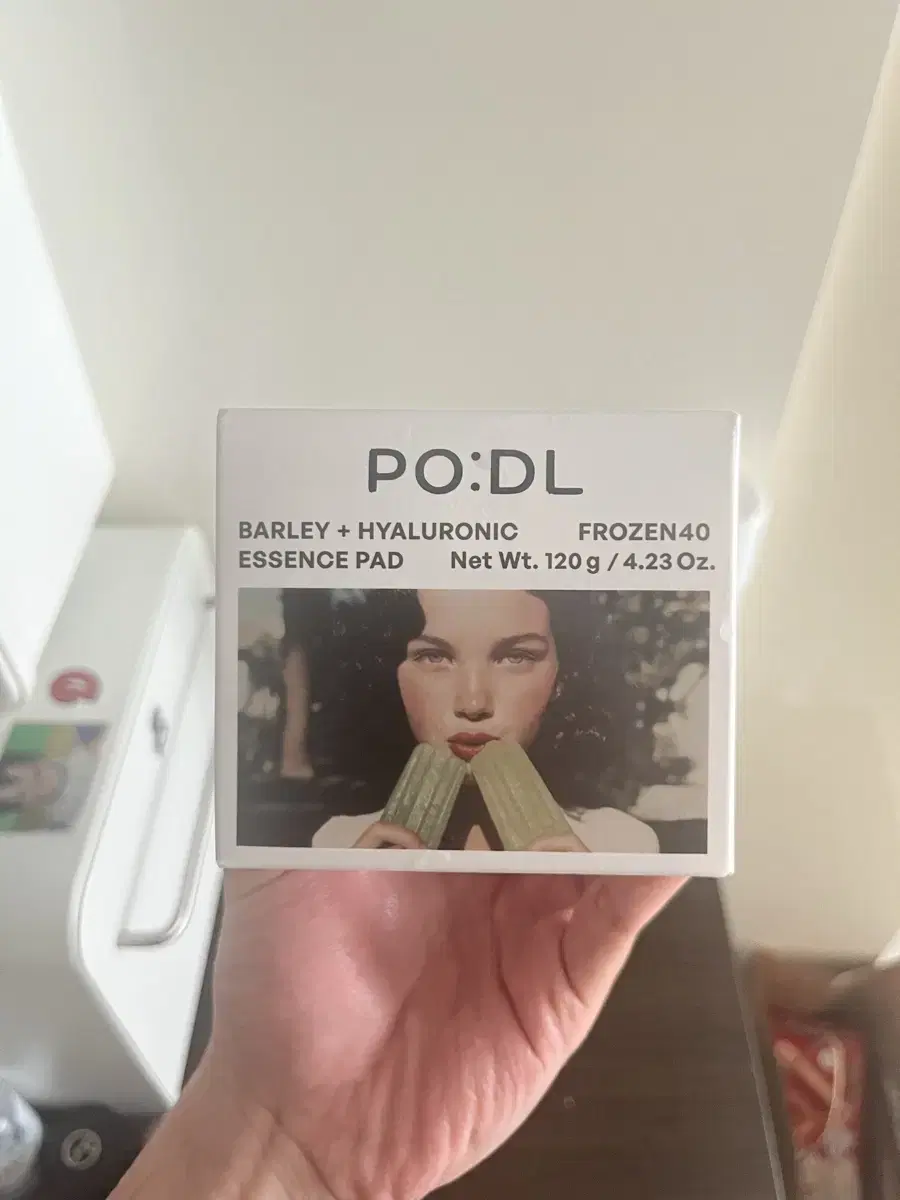 PO:DL
BARLEY + HYALURONIC FROZEN40
ESSENCE PAD Net Wt. 120 g / 4.23 Oz.